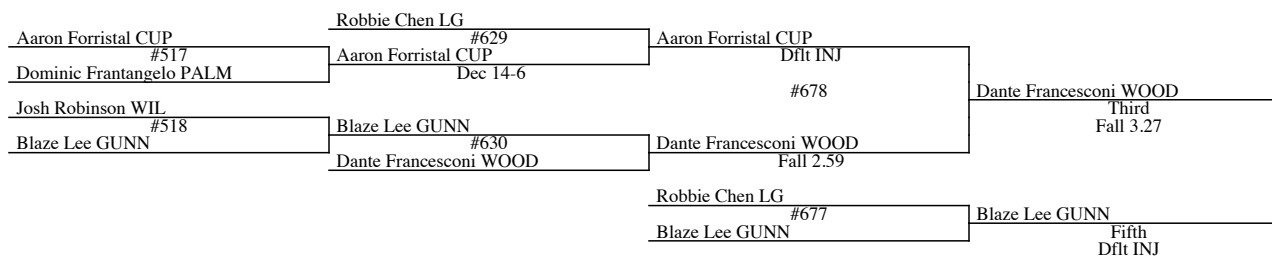 Robbie Chen LG
#629
Aaron Forristal CUP
#517
Dominic Frantangelo PALM
Aaron Forristal CUP
Dec 14-6
Aaron Forristal CUP
Dflt INJ
#678
Josh Robinson WIL
#518
Blaze Lee GUNN
Blaze Lee GUNN
#630
Dante Francesconi WOOD
Dante Francesconi WOOD
Fall 2.59
Dante Francesconi WOOD
Third
Fall 3.27
Robbie Chen LG
#677
Blaze Lee GUNN
Blaze Lee GUNN
Fifth
Dflt INJ